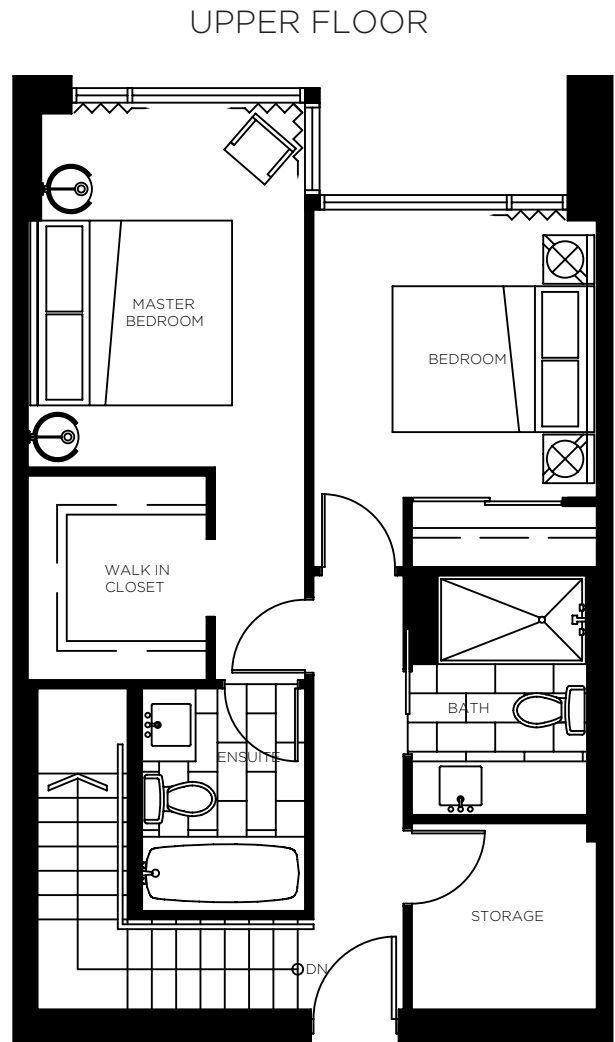 UPPER FLOOR
MASTER
BEDROOM
BEDROOM
WALK IN
CLOSET
BATH
ENSUITE
STORAGE
DN